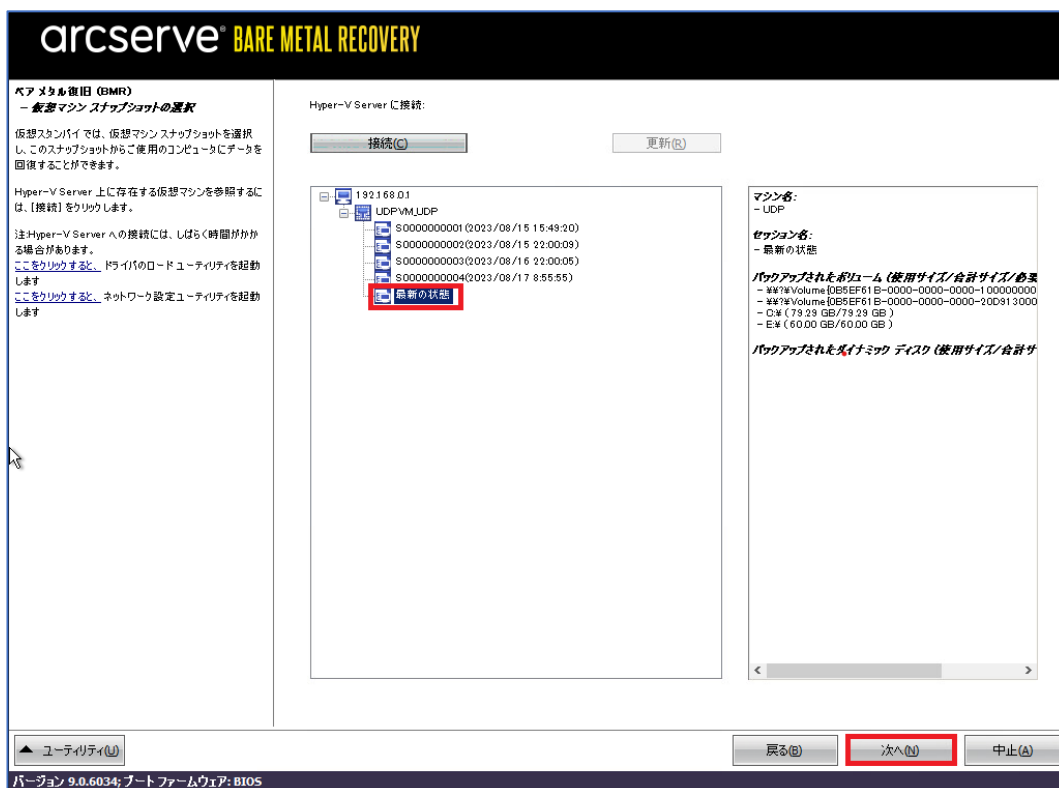 arcserve® BARE METAL RECOVERY
ベア メタル復旧 (BMR)
- 仮想マシン スナップショットの選択
仮想スタンバイ では、仮想マシン スナップショットを選択
し、このスナップショットからご使用のコンピュータにデータを
回復することができます。
Hyper-V Server 上に存在する仮想マシンを参照するに
は、[接続] をクリックします。
注:Hyper-V Server への接続には、しばらく時間がかか
る場合があります。
ここをクリックすると、ドライバのロード ユーティリティを起動
します
ここをクリックすると、ネットワーク設定ユーティリティを起動
します
Hyper-V Server に接続:
接続(C)
更新(R)
192.168.0.1
UDPVM_UDP
S0000000001(2023/08/15 15:49:20)
S0000000002(2023/08/15 22:00:09)
S0000000003(2023/08/16 22:00:05)
S0000000004(2023/08/17 8:55:55)
最新の状態
マシン名:
- UDP
セッション名:
- 最新の状態
バックアップされたボリューム (使用サイズ/合計サイズ/必要
- ¥¥?¥Volume{0B5EF61B-0000-0000-0000-100000000
- ¥¥?¥Volume{0B5EF61B-0000-0000-0000-20D913000
- C:¥ ( 79.29 GB/79.29 GB )
- E:¥ ( 60.00 GB/60.00 GB )
バックアップされたダイナミック ディスク (使用サイズ/合計サ
ユーティリティ(U)
戻る(B)
次へ(N)
中止(A)
バージョン 9.0.6034; ブート ファームウェア: BIOS